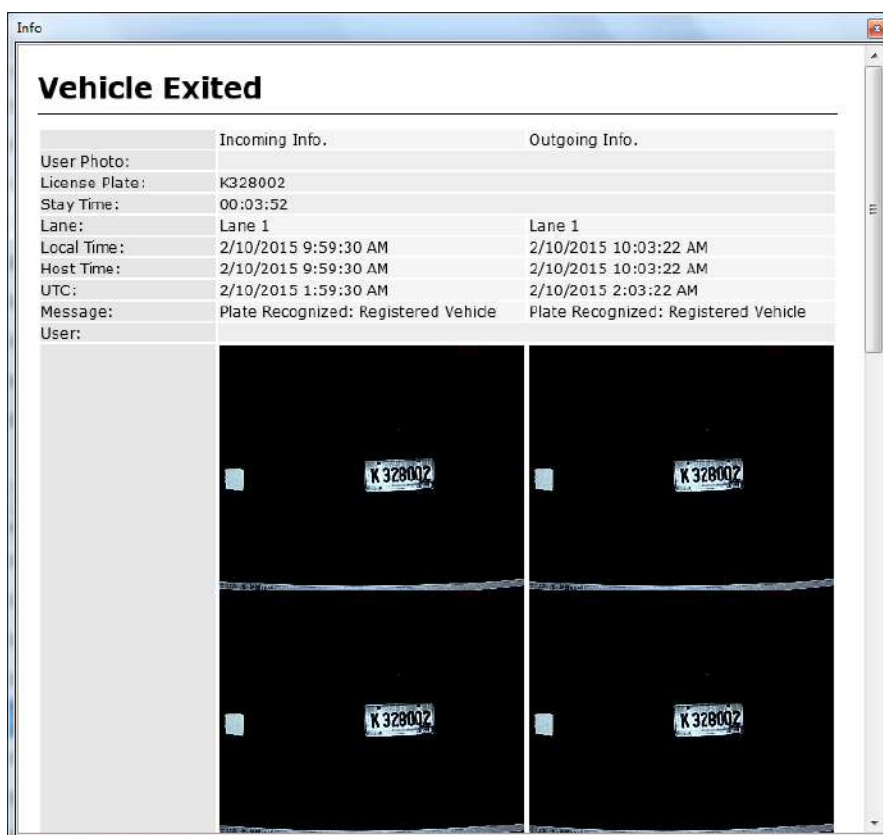 Info
Vehicle Exited
Incoming Info. Outgoing Info.
User Photo:
License Plate: K328002
Stay Time: 00:03:52
Lane: Lane 1 Lane 1
Local Time: 2/10/2015 9:59:30 AM 2/10/2015 10:03:22 AM
Host Time: 2/10/2015 9:59:30 AM 2/10/2015 10:03:22 AM
UTC: 2/10/2015 1:59:30 AM 2/10/2015 2:03:22 AM
Message: Plate Recognized: Registered Vehicle Plate Recognized: Registered Vehicle
User:
K 328002 K 328002
K 328002 K 328002